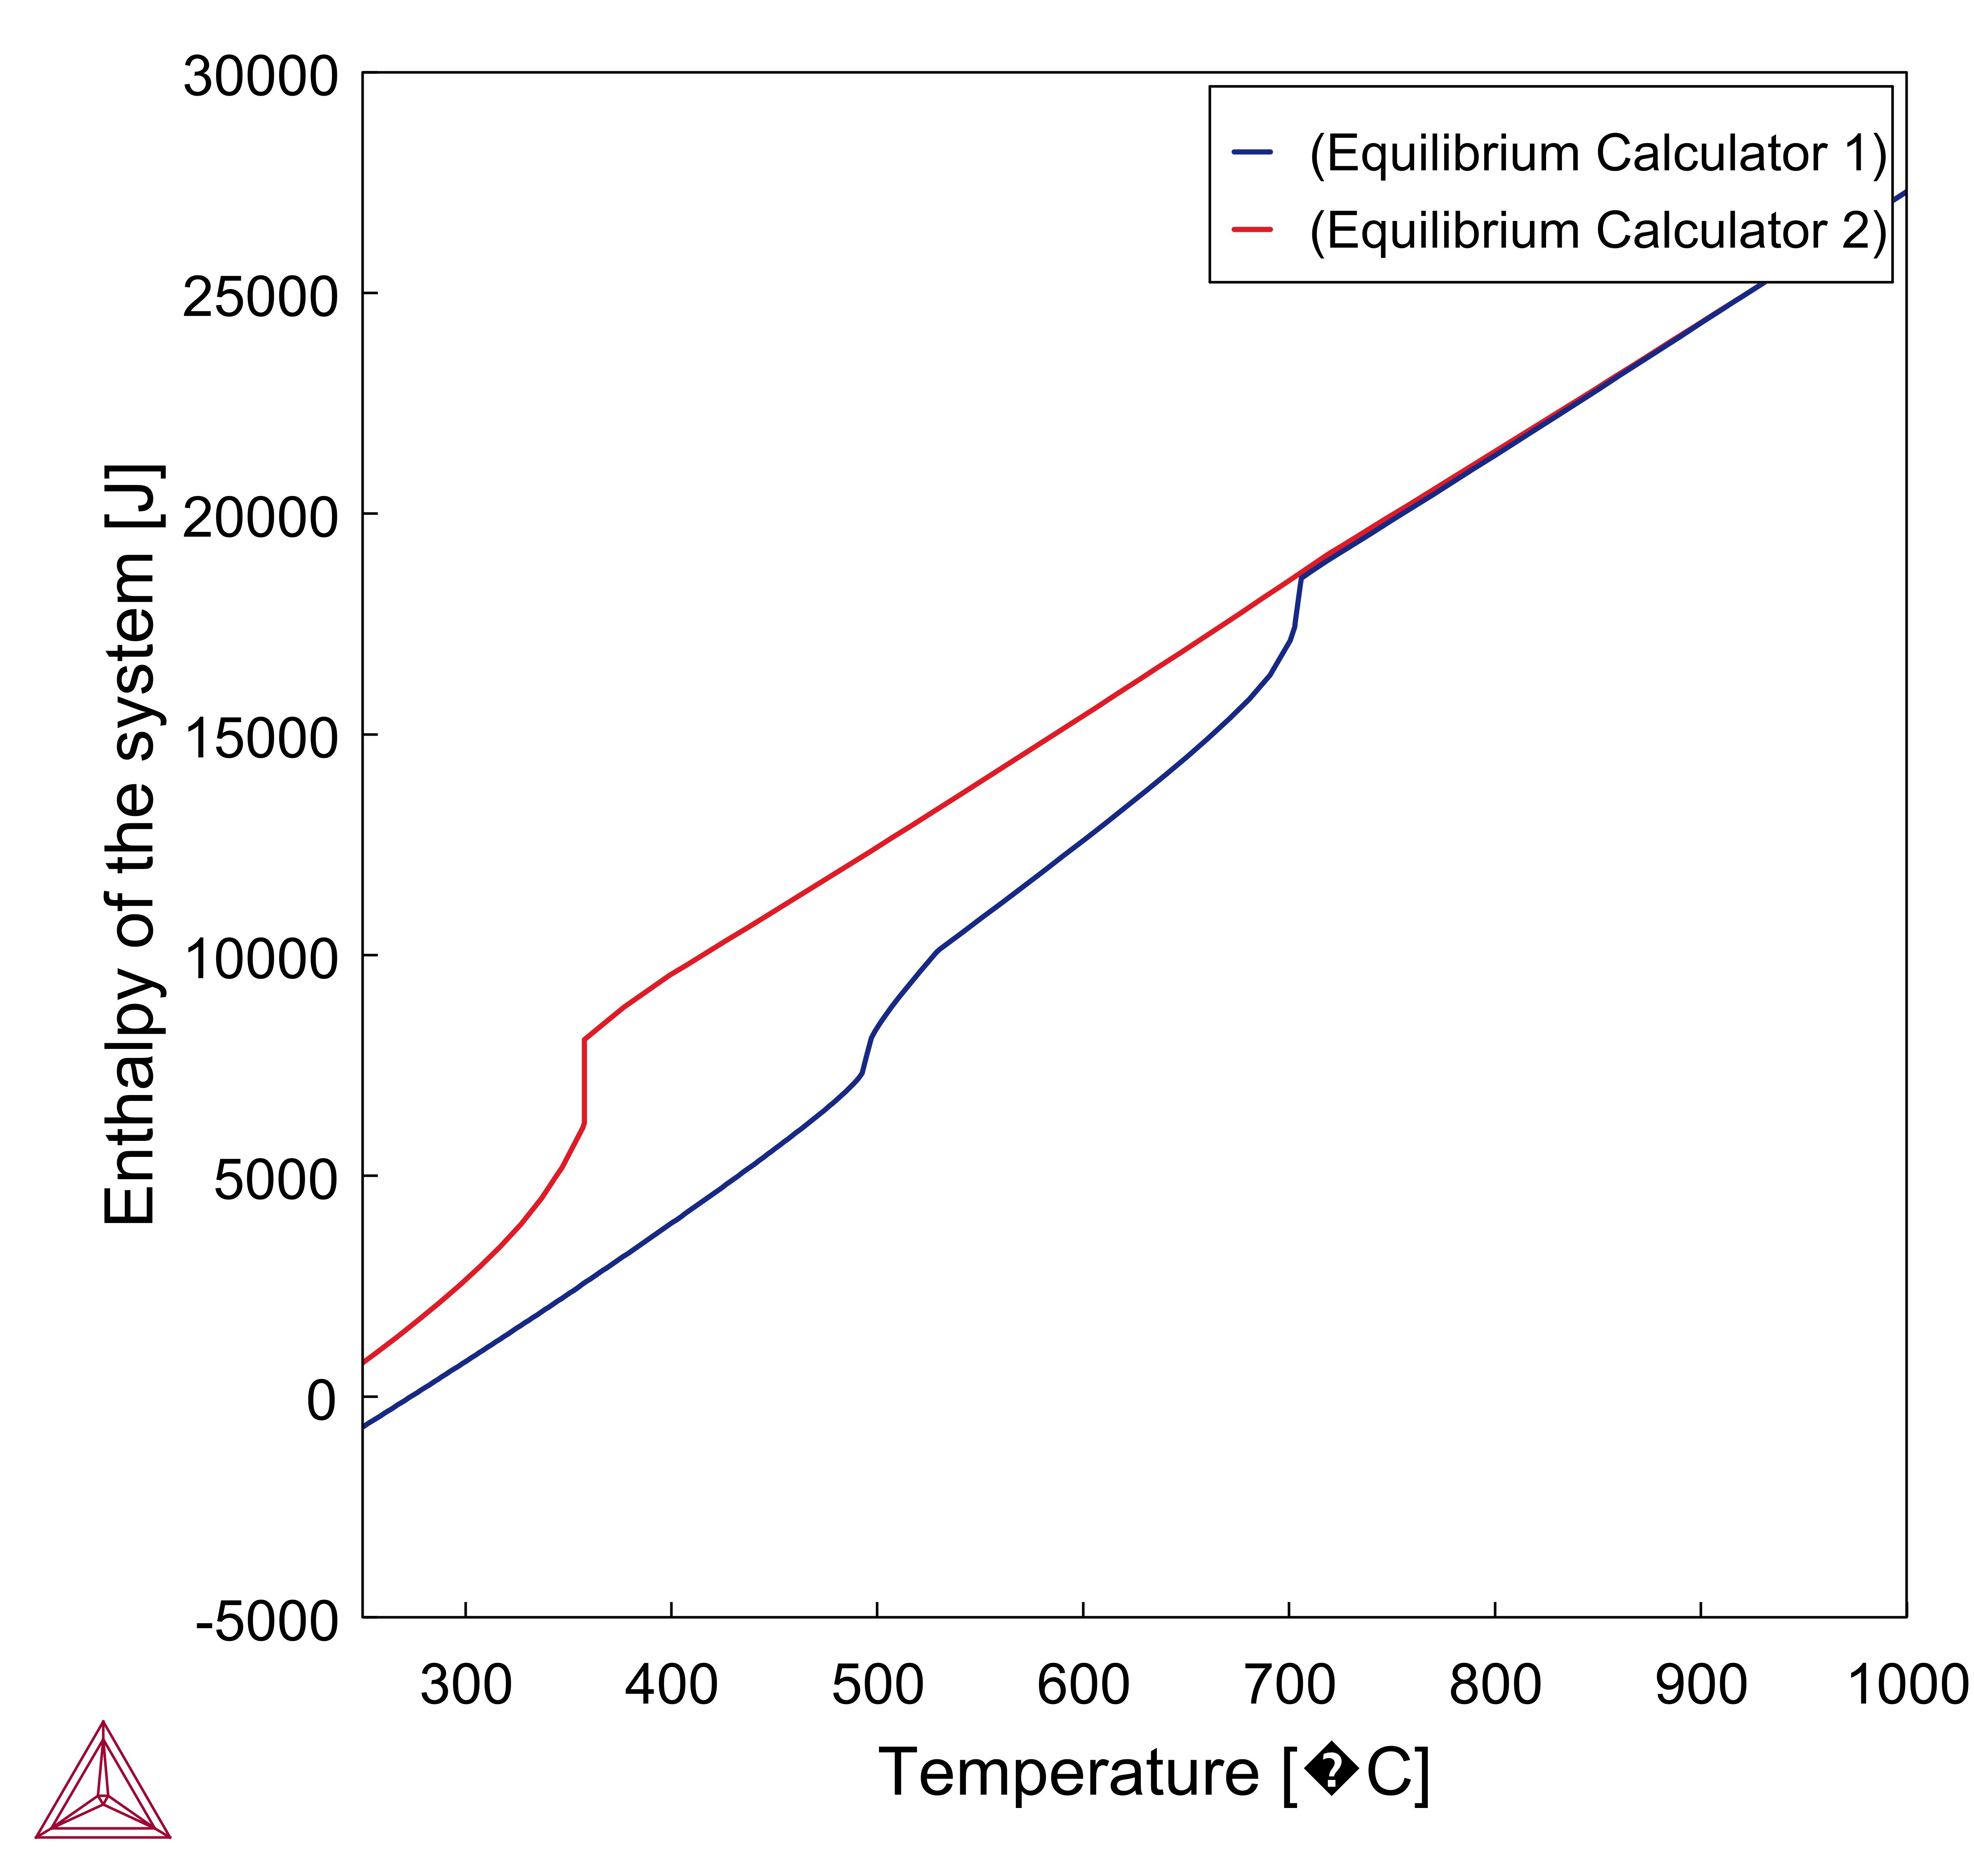 30000
25000
20000
15000
10000
5000
0
-5000
Enthalpy of the system [J]
(Equilibrium Calculator 1)
(Equilibrium Calculator 2)
300 400 500 600 700 800 900 1000
Temperature [�C]